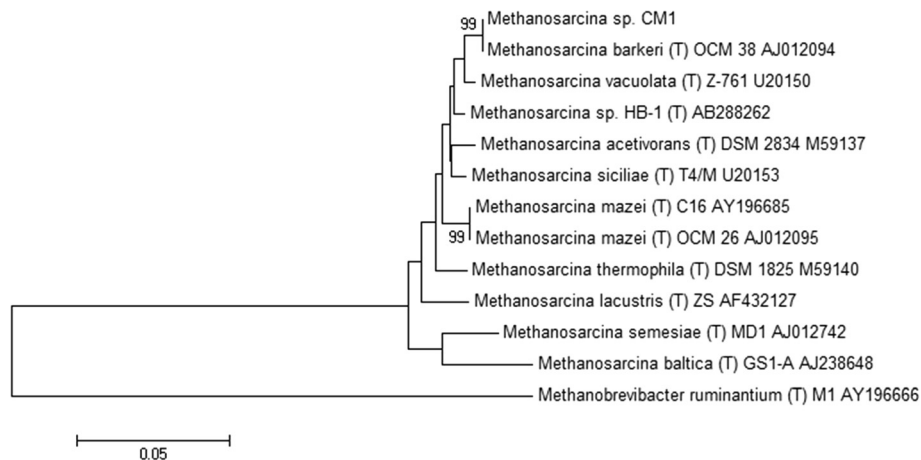 Methanosarcina sp. CM1
99
Methanosarcina barkeri (T) OCM 38 AJ012094
Methanosarcina vacuolata (T) Z-761 U20150
Methanosarcina sp. HB-1 (T) AB288262
Methanosarcina acetivorans (T) DSM 2834 M59137
Methanosarcina siciliae (T) T4/M U20153
Methanosarcina mazei (T) C16 AY196685
99
Methanosarcina mazei (T) OCM 26 AJ012095
Methanosarcina thermophila (T) DSM 1825 M59140
Methanosarcina lacustris (T) ZS AF432127
Methanosarcina semesiae (T) MD1 AJ012742
Methanosarcina baltica (T) GS1-A AJ238648
Methanobrevibacter ruminantium (T) M1 AY196666
0.05